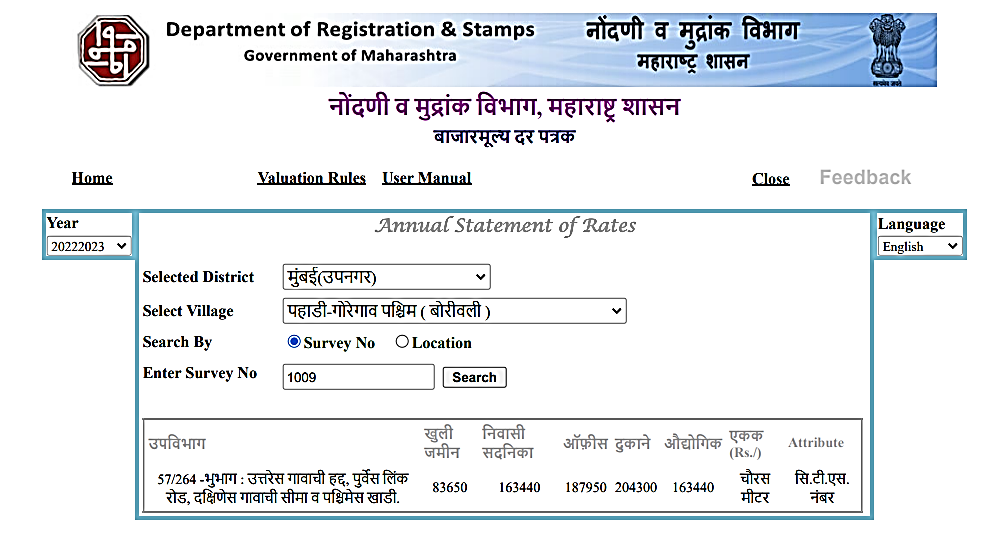 Department of Registration & Stamps
Government of Maharashtra
नोंदणी व मुद्रांक विभाग
महाराष्ट्र शासन
नोंदणी व मुद्रांक विभाग, महाराष्ट्र शासन
बाजारमूल्य दर पत्रक
Home Valuation Rules User Manual Close Feedback
Year
20222023
Annual Statement of Rates
Language
English
Selected District मुंबई(उपनगर)
Select Village पहाडी-गोरेगाव पश्चिम ( बोरीवली )
Search By Survey No Location
Enter Survey No 1009 Search
उपविभाग खुली जमीन निवासी सदनिका ऑफ़ीस दुकाने औद्योगिक एकक (Rs./) Attribute
57/264 -भुभाग : उत्तरेस गावाची हद्द, पुर्वेस लिंक
रोड, दक्षिणेस गावाची सीमा व पश्चिमेस खाडी.
83650 163440 187950 204300 163440 चौरस मीटर सि.टी.एस. नंबर